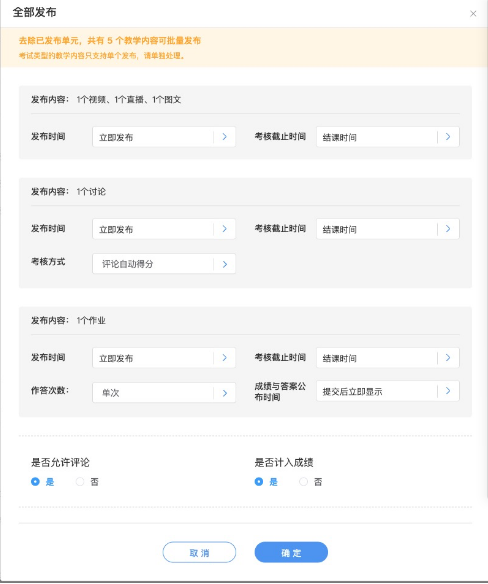 全部发布
去除已发布单元，共有 5 个教学内容可批量发布
考试类型的教学内容只支持单个发布，请单独处理。
发布内容： 1个视频、1个直播、1个图文
发布时间 立即发布 考核截止时间 结课时间
发布内容： 1个讨论
发布时间 立即发布 考核截止时间 结课时间
考核方式 评论自动得分
发布内容： 1个作业
发布时间 立即发布 考核截止时间 结课时间
作答次数： 单次 成绩与答案公
布时间 提交后立即显示
是否允许评论 是否计入成绩
是 否 是 否
取 消 确 定